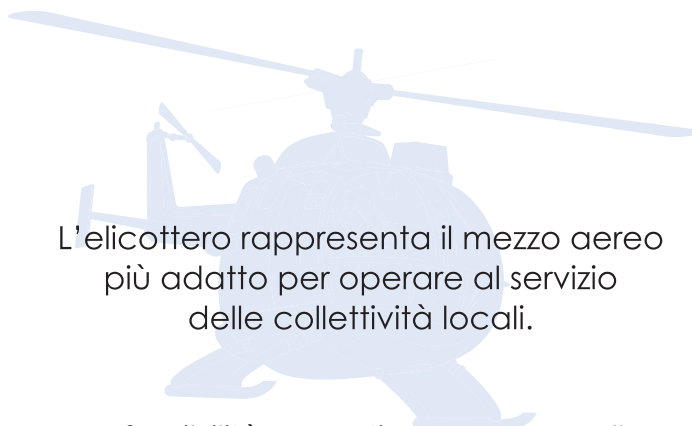 L’elicottero rappresenta il mezzo aereo
più adatto per operare al servizio
delle collettività locali.